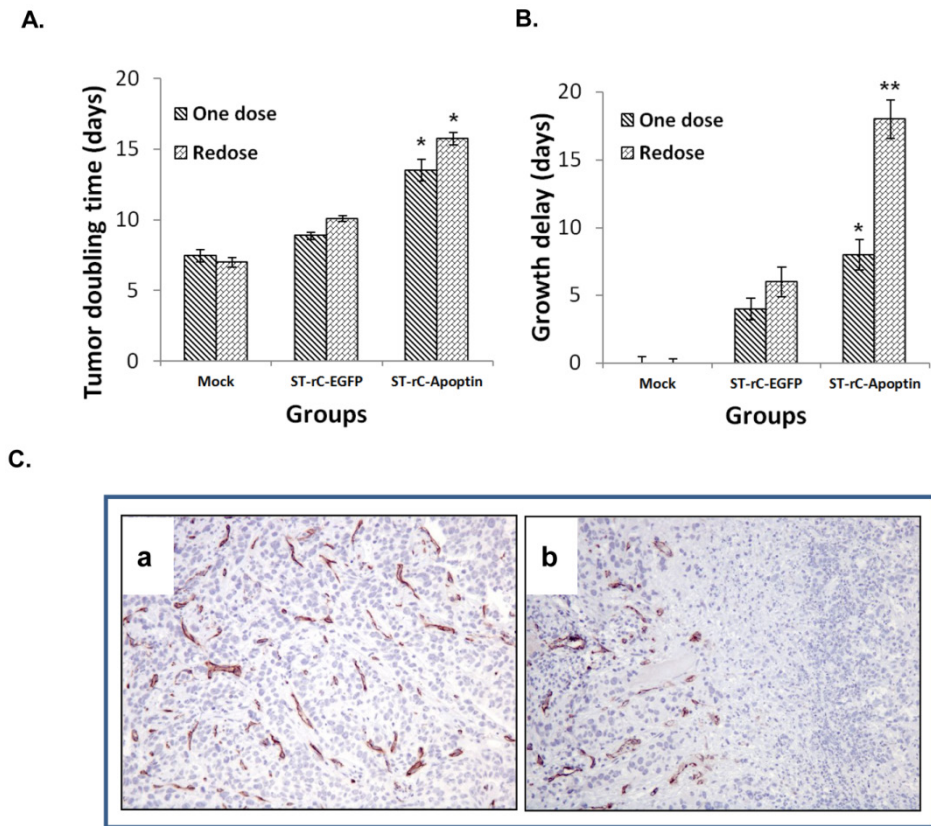 A.
B.
Tumor doubling time (days)
20
15
10
5
0
One dose
Redose
*
*
Mock
ST-rC-EGFP
ST-rC-Apoptin
Groups
Growth delay (days)
20
15
10
5
0
One dose
Redose
*
**
Mock
ST-rC-EGFP
ST-rC-Apoptin
Groups
C.
a
b